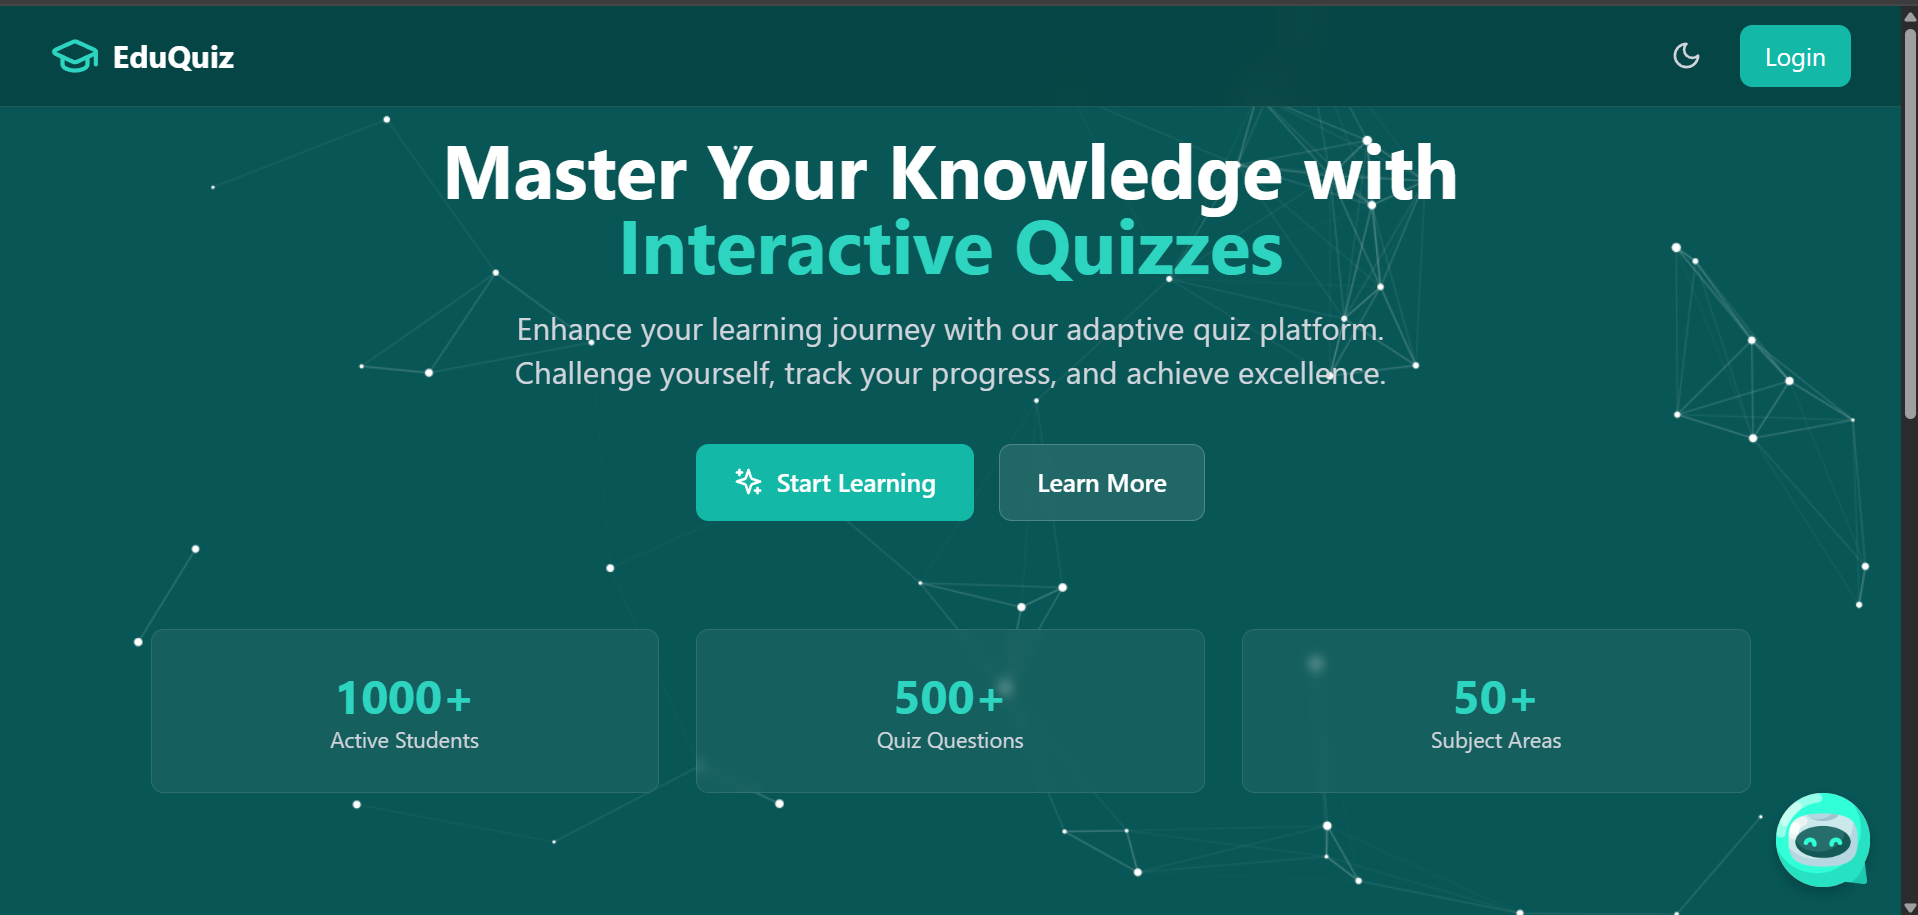 EduQuiz
Login
Master Your Knowledge with
Interactive Quizzes
Enhance your learning journey with our adaptive quiz platform.
Challenge yourself, track your progress, and achieve excellence.
Start Learning
Learn More
1000+
Active Students
500+
Quiz Questions
50+
Subject Areas